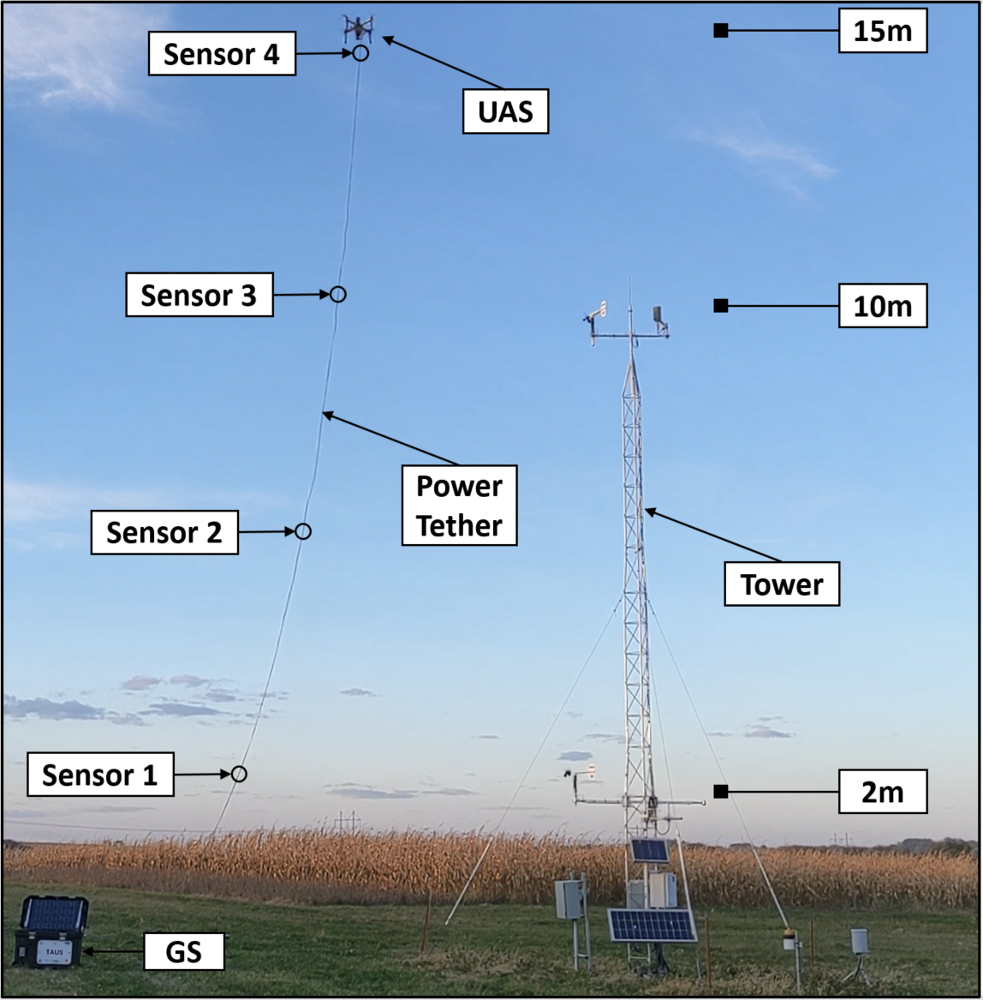 Sensor 4
15m
UAS
Sensor 3
10m
Power
Tether
Sensor 2
Tower
Sensor 1
2m
TAUS
GS